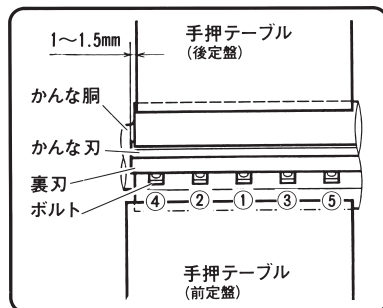 1～1.5mm
手押テーブル
(後定盤)
かんな胴
かんな刃
裏刃
ボルト
④ ② ① ③ ⑤
手押テーブル
(前定盤)